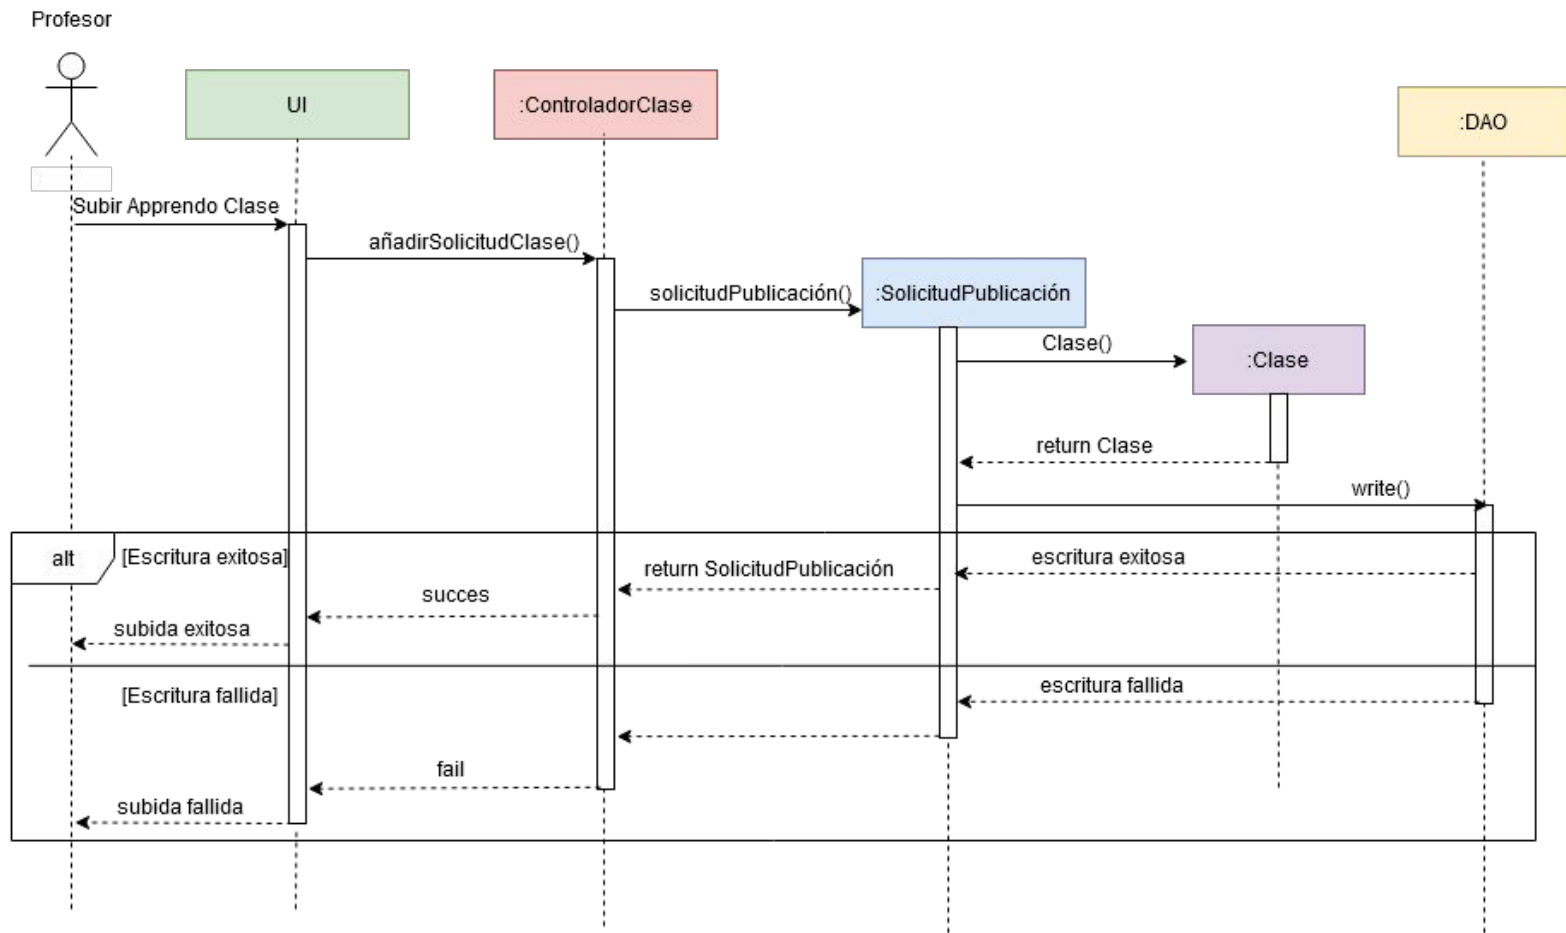 Profesor
UI
:ControladorClase
:DAO
Subir Apprendo Clase
añadirSolicitudClase()
solicitudPublicación()
:SolicitudPublicación
Clase()
:Clase
return Clase
write()
alt
[Escritura exitosa]
escritura exitosa
return SolicitudPublicación
succes
subida exitosa
[Escritura fallida]
escritura fallida
fail
subida fallida